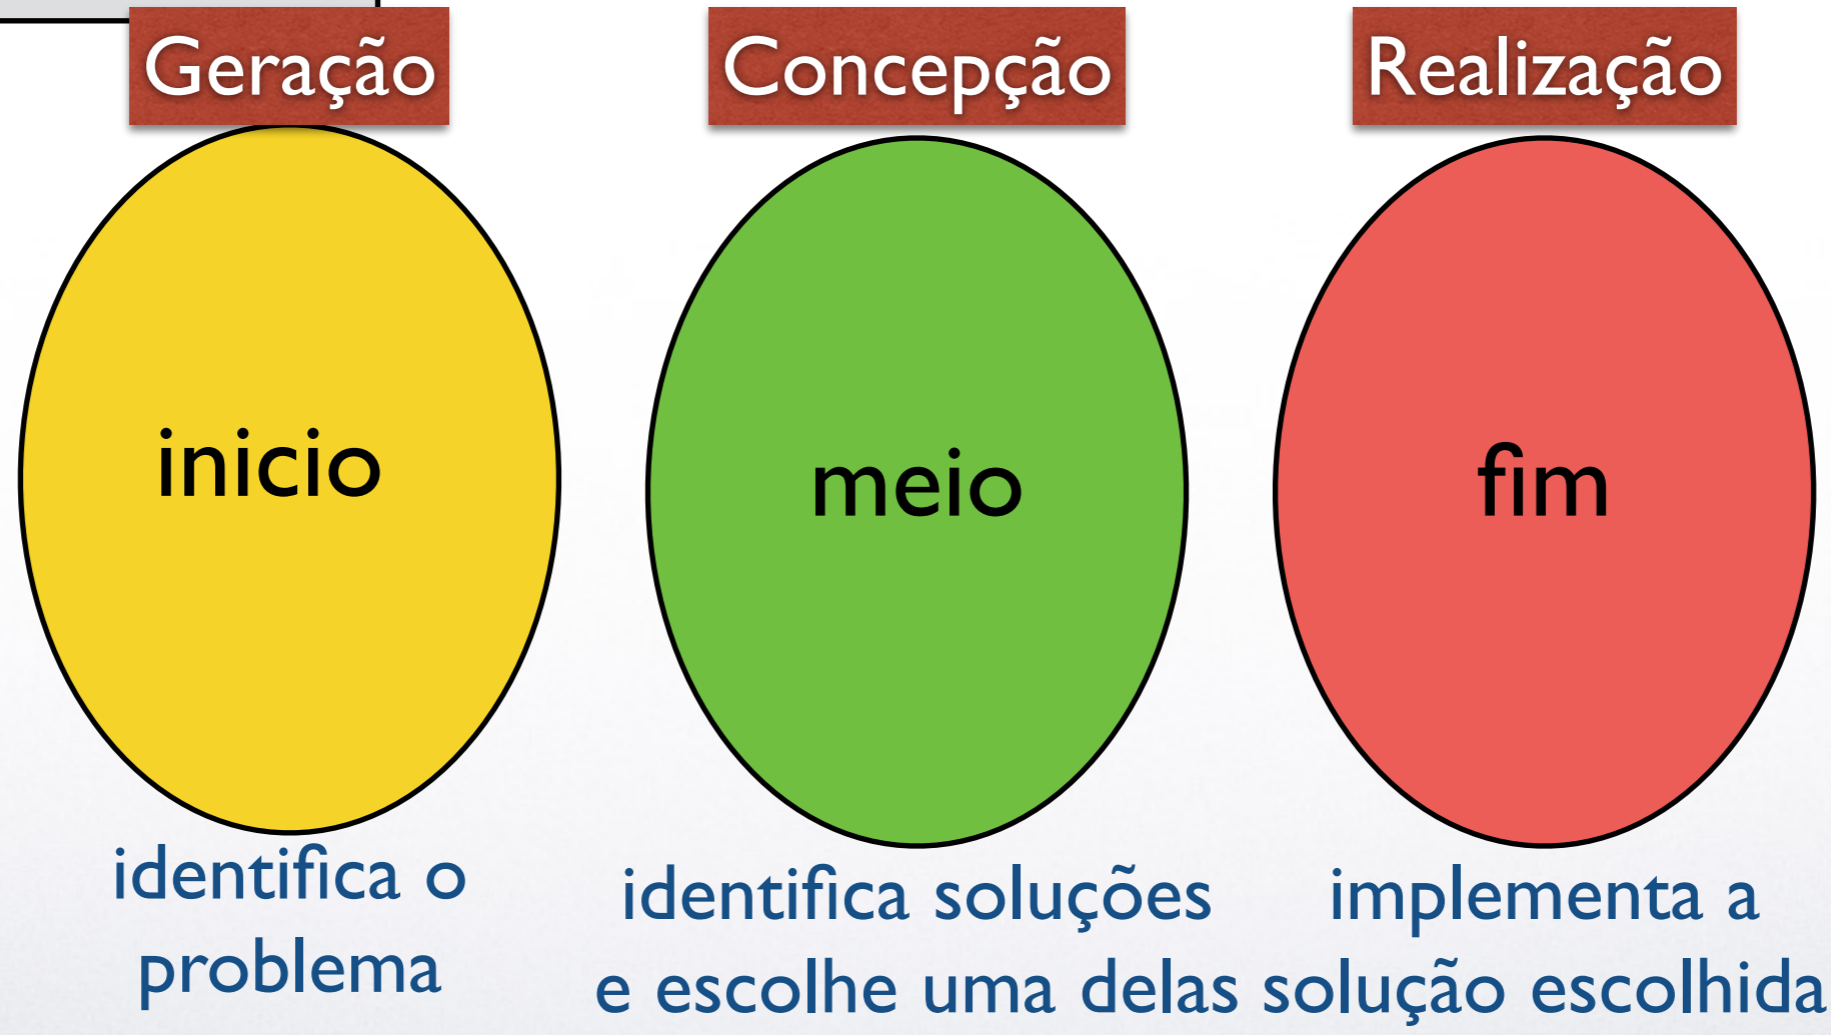 Geração
Concepção
Realização
inicio
meio
fim
identifica o
problema
identifica soluções
e escolhe uma delas
implementa a
solução escolhida